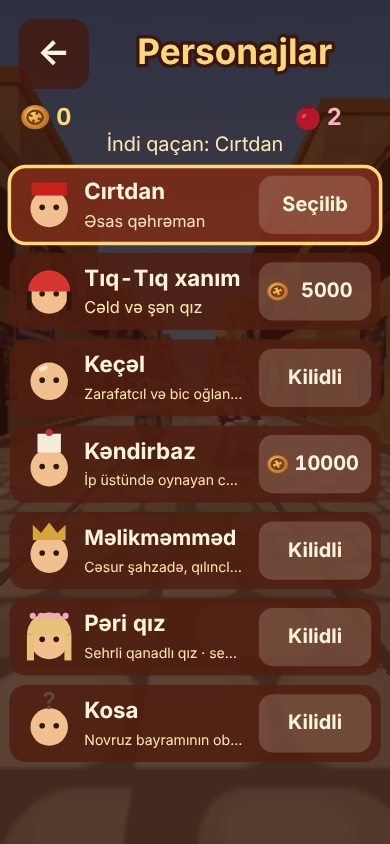 Personajlar
0
2
İndi qaçan: Cırtdan
Cırtdan
Əsas qəhrəman
Seçilib
Tıq-Tıq xanım
Cəld və şən qız
5000
Keçəl
Zarafatcıl və bic oğlan...
Kilidli
Kəndirbaz
İp üstündə oynayan c...
10000
Məlikməmməd
Cəsur şahzadə, qılıncl...
Kilidli
Pəri qız
Sehrli qanadlı qız · se...
Kilidli
?
Kosa
Novruz bayramının ob...
Kilidli